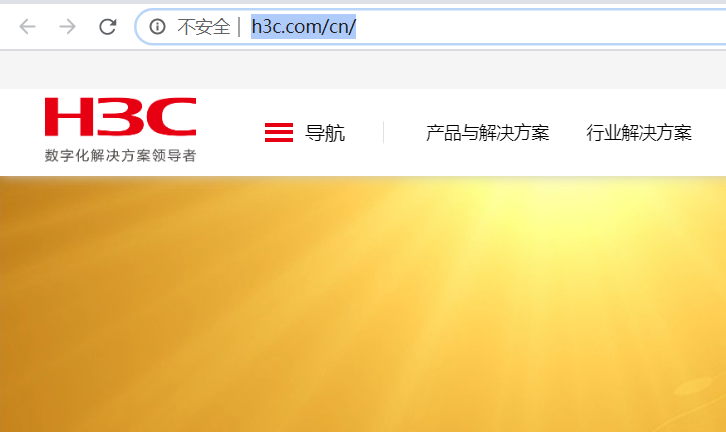 不安全 | h3c.com/cn/
H3C
数字化解决方案领导者
导航
产品与解决方案
行业解决方案